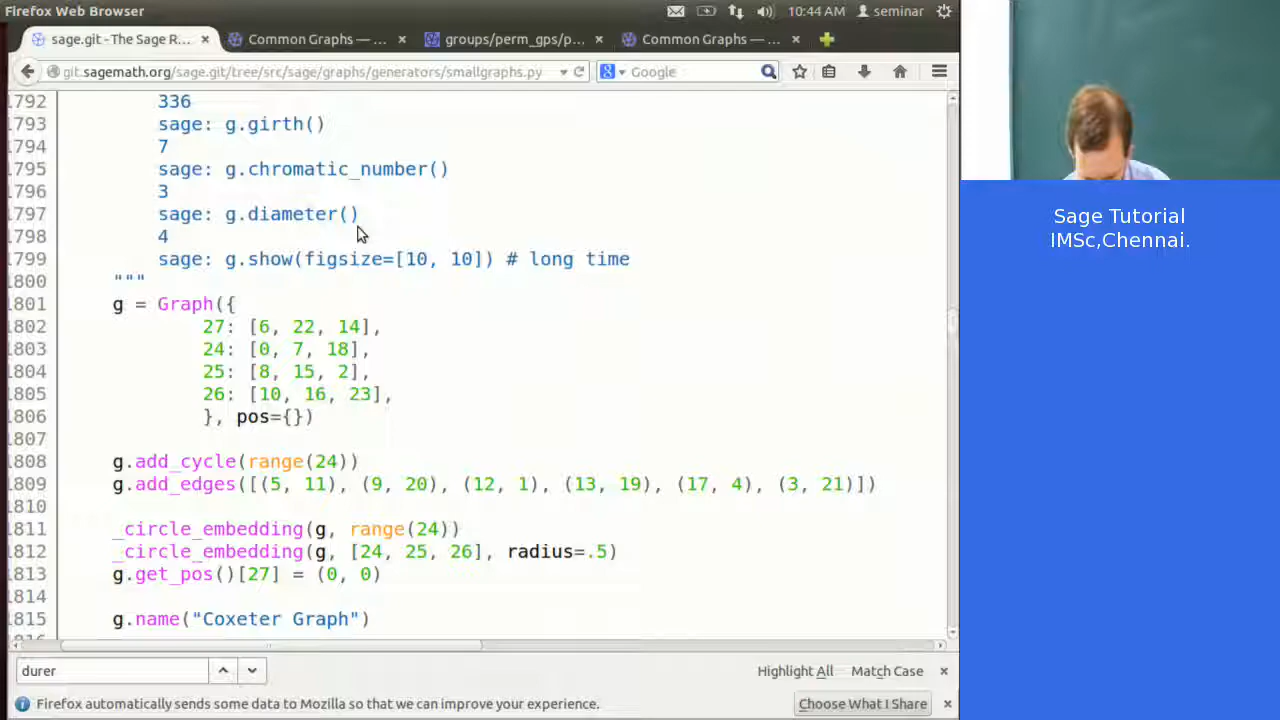 Firefox Web Browser
10:44 AM
seminar
sage.git - The Sage R...
Common Graphs — ...
groups/perm_gps/p...
Common Graphs — ...
git.sagemath.org/sage.git/tree/src/sage/graphs/generators/smallgraphs.py
Google
1792 336
1793 sage: g.girth()
1794 7
1795 sage: g.chromatic_number()
1796 3
1797 sage: g.diameter()
1798 4
1799 sage: g.show(figsize=[10, 10]) # long time
1800 """
1801 g = Graph({
1802 27: [6, 22, 14],
1803 24: [0, 7, 18],
1804 25: [8, 15, 2],
1805 26: [10, 16, 23],
1806 }, pos={})
1807
1808 g.add_cycle(range(24))
1809 g.add_edges([(5, 11), (9, 20), (12, 1), (13, 19), (17, 4), (3, 21)])
1810
1811 _circle_embedding(g, range(24))
1812 _circle_embedding(g, [24, 25, 26], radius=.5)
1813 g.get_pos()[27] = (0, 0)
1814
1815 g.name("Coxeter Graph")
durer
Highlight All
Match Case
Firefox automatically sends some data to Mozilla so that we can improve your experience.
Choose What I Share
Sage Tutorial
IMSc,Chennai.